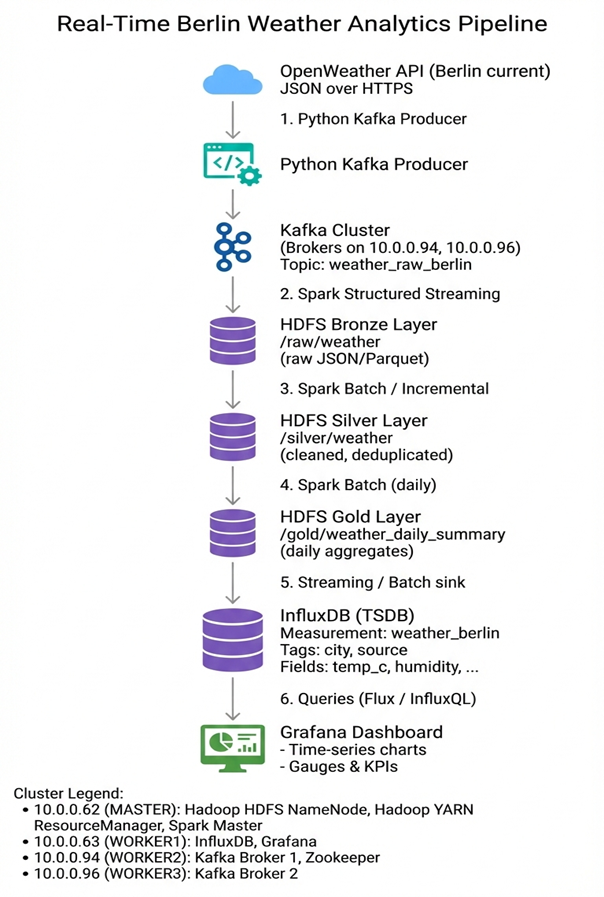 Real-Time Berlin Weather Analytics Pipeline
OpenWeather API (Berlin current)
JSON over HTTPS
1. Python Kafka Producer
</>
Python Kafka Producer
Kafka Cluster
(Brokers on 10.0.0.94, 10.0.0.96)
Topic: weather_raw_berlin
2. Spark Structured Streaming
HDFS Bronze Layer
/raw/weather
(raw JSON/Parquet)
3. Spark Batch / Incremental
HDFS Silver Layer
/silver/weather
(cleaned, deduplicated)
4. Spark Batch (daily)
HDFS Gold Layer
/gold/weather_daily_summary
(daily aggregates)
5. Streaming / Batch sink
InfluxDB (TSDB)
Measurement: weather_berlin
Tags: city, source
Fields: temp_c, humidity, ...
6. Queries (Flux / InfluxQL)
Grafana Dashboard
- Time-series charts
- Gauges & KPIs
Cluster Legend:
• 10.0.0.62 (MASTER): Hadoop HDFS NameNode, Hadoop YARN
ResourceManager, Spark Master
• 10.0.0.63 (WORKER1): InfluxDB, Grafana
• 10.0.0.94 (WORKER2): Kafka Broker 1, Zookeeper
• 10.0.0.96 (WORKER3): Kafka Broker 2